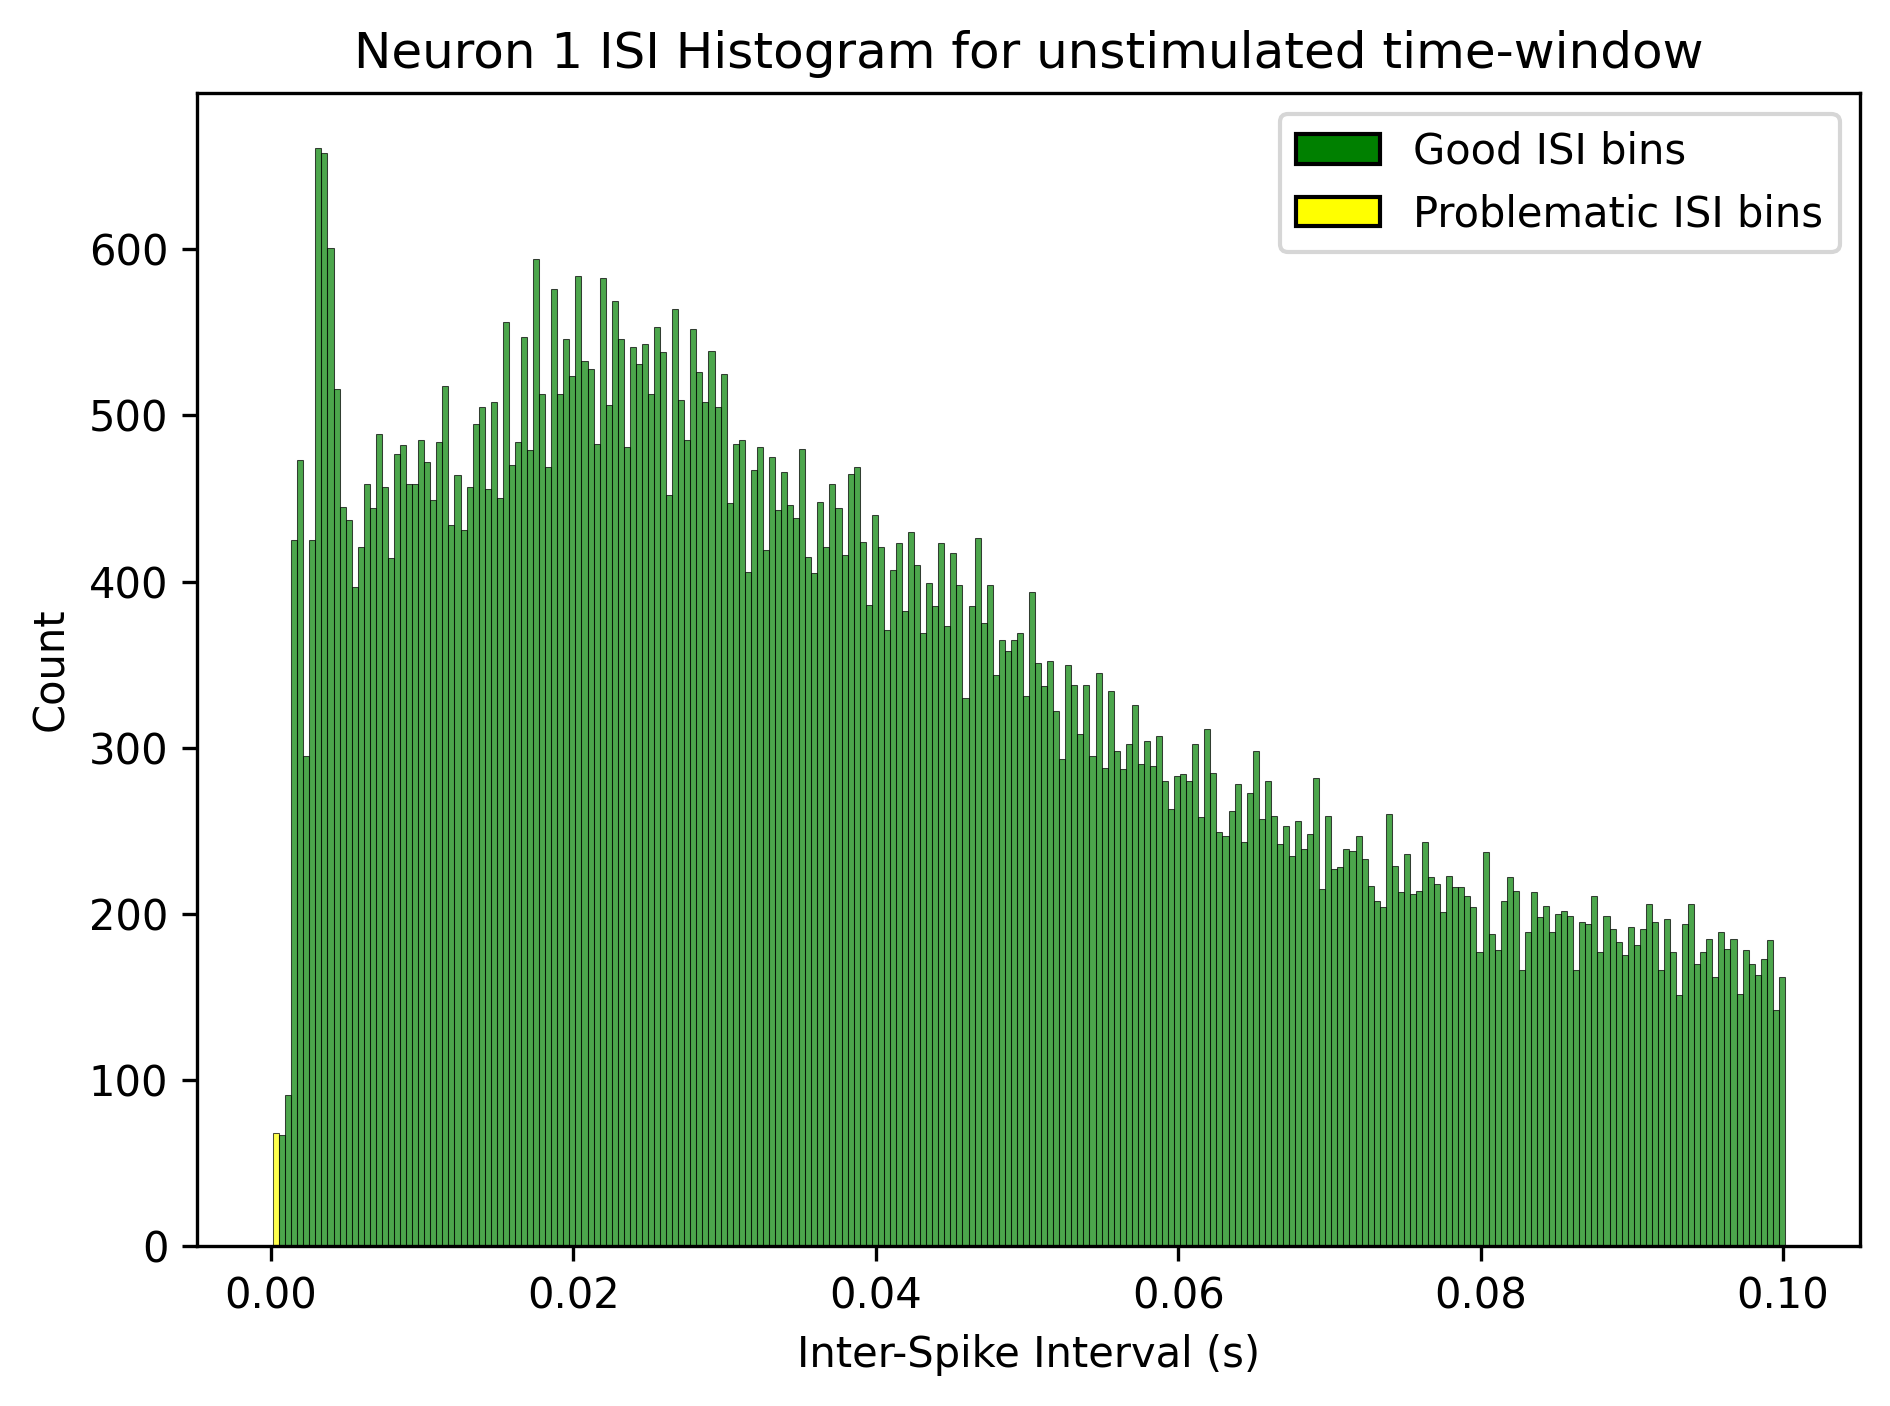 Neuron 1 ISI Histogram for unstimulated time-window
Good ISI bins
Problematic ISI bins
600
500
400
300
200
100
0
Count
0.00 0.02 0.04 0.06 0.08 0.10
Inter-Spike Interval (s)